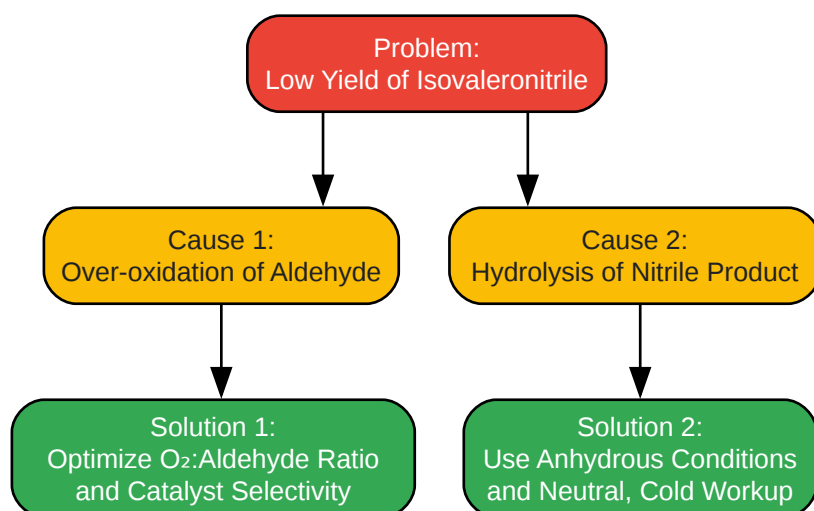 Problem:
Low Yield of Isovaleronitrile
Cause 1:
Over-oxidation of Aldehyde
Cause 2:
Hydrolysis of Nitrile Product
Solution 1:
Optimize O₂:Aldehyde Ratio
and Catalyst Selectivity
Solution 2:
Use Anhydrous Conditions
and Neutral, Cold Workup